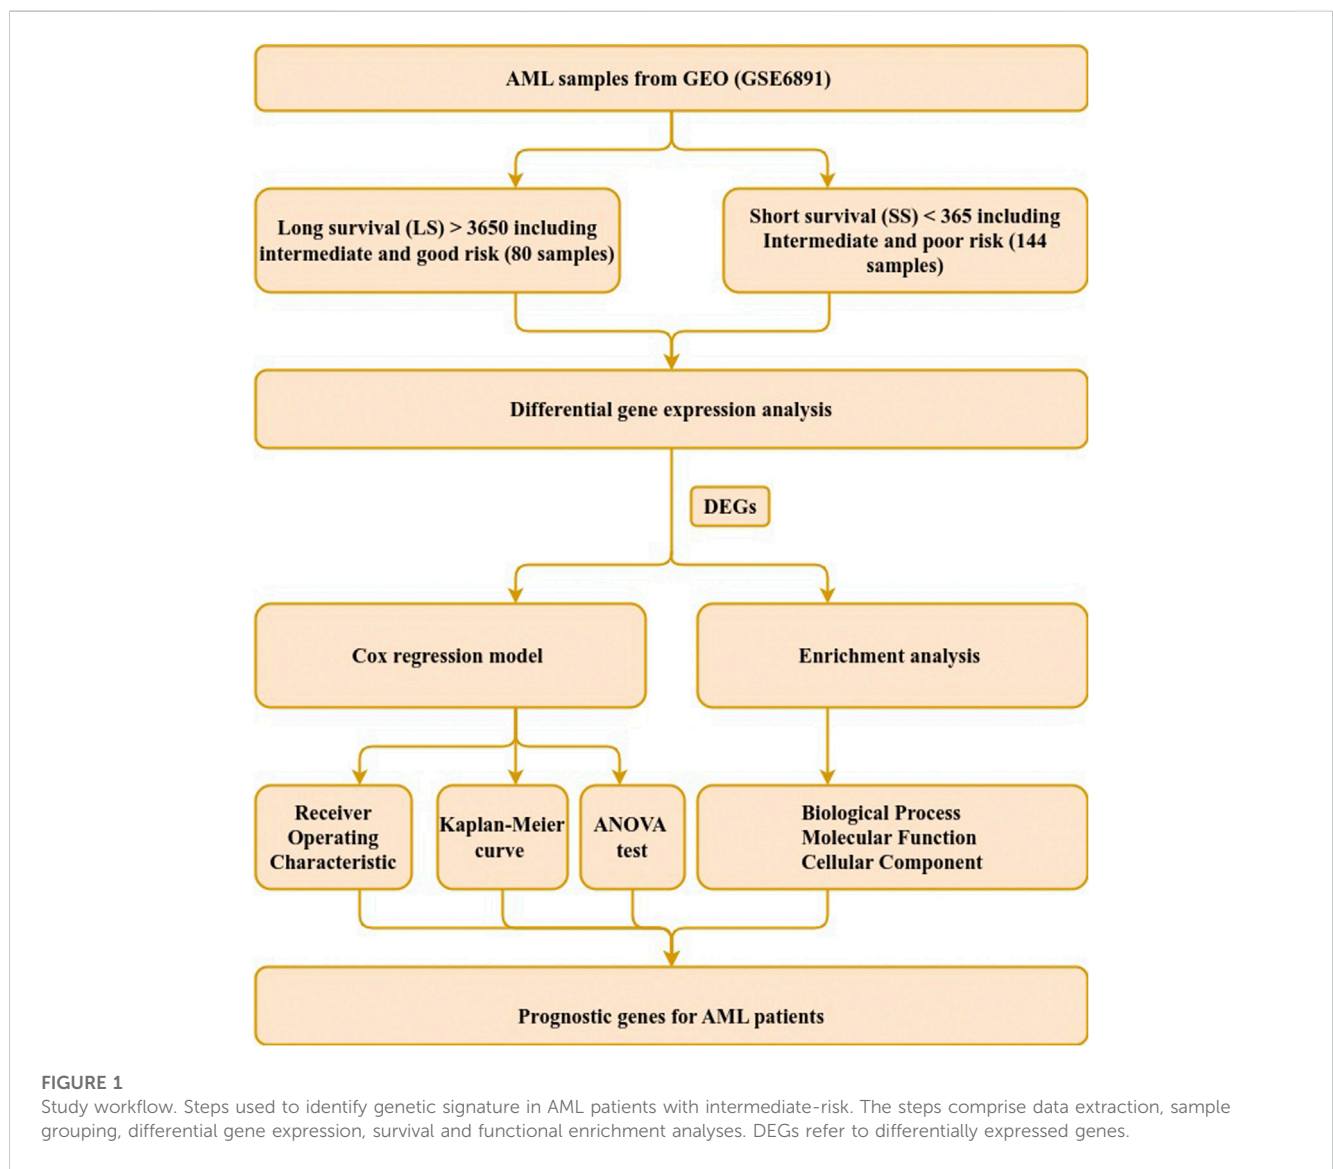 AML samples from GEO (GSE6891)
Long survival (LS) > 3650 including
intermediate and good risk (80 samples)
Short survival (SS) < 365 including
Intermediate and poor risk (144
samples)
Differential gene expression analysis
DEGs
Cox regression model
Enrichment analysis
Receiver
Operating
Characteristic
Kaplan-Meier
curve
ANOVA
test
Biological Process
Molecular Function
Cellular Component
Prognostic genes for AML patients
FIGURE 1
Study workflow. Steps used to identify genetic signature in AML patients with intermediate-risk. The steps comprise data extraction, sample
grouping, differential gene expression, survival and functional enrichment analyses. DEGs refer to differentially expressed genes.